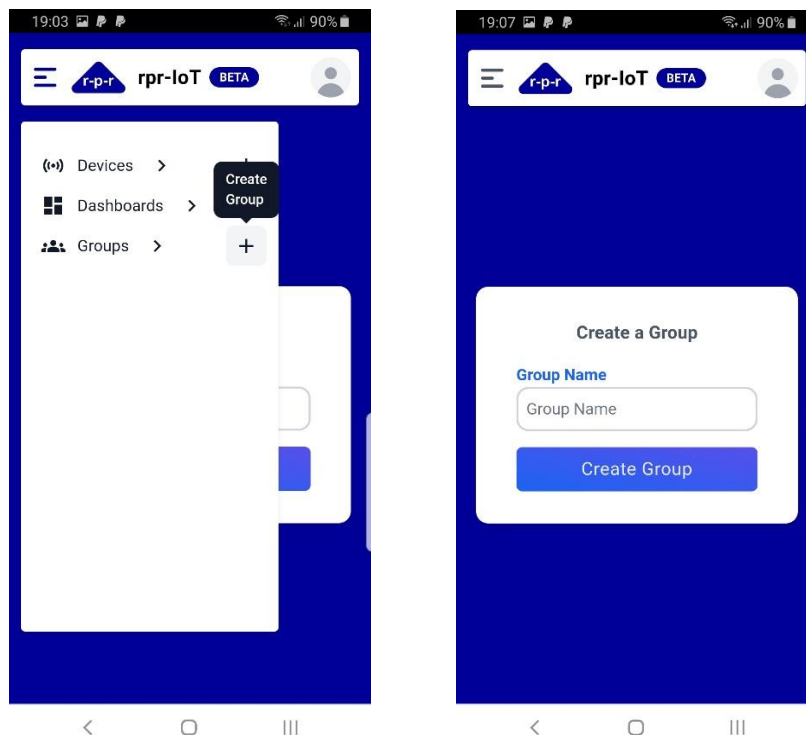 19:03
90%
r-p-r rpr-IoT BETA
Devices
Create
Group
Dashboards
Groups
19:07
90%
r-p-r rpr-IoT BETA
Create a Group
Group Name
Group Name
Create Group